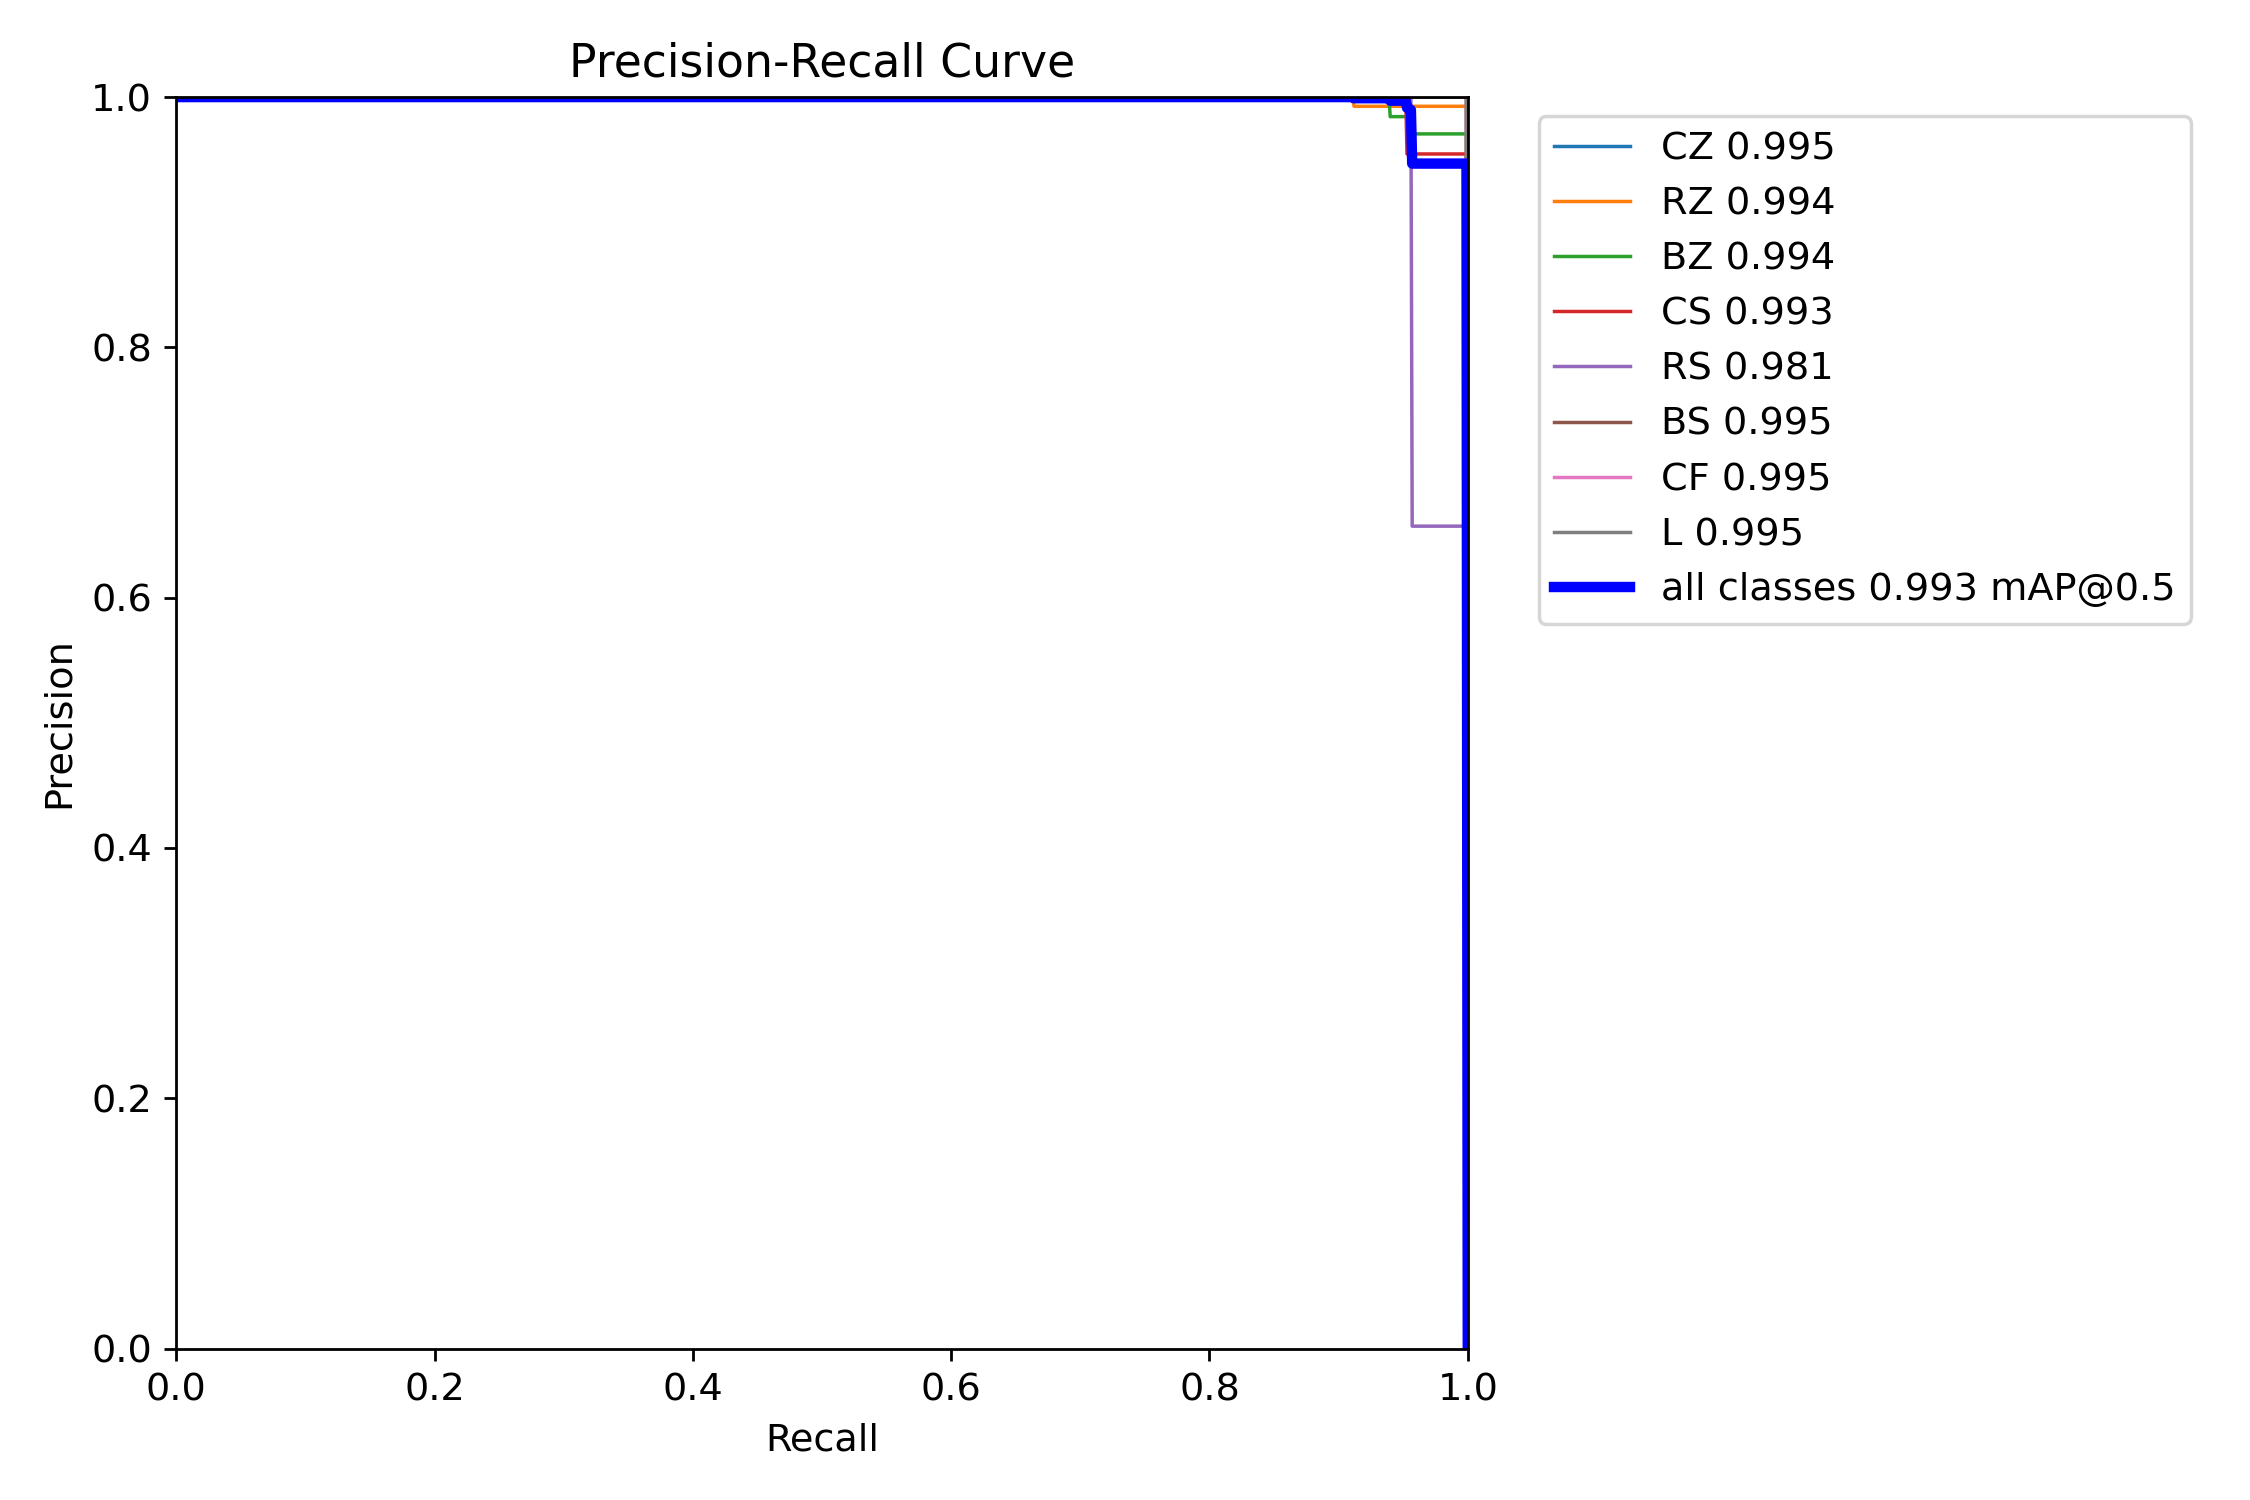 Precision-Recall Curve
1.0
0.8
0.6
0.4
0.2
0.0
Precision
0.0 0.2 0.4 0.6 0.8 1.0
Recall
CZ 0.995
RZ 0.994
BZ 0.994
CS 0.993
RS 0.981
BS 0.995
CF 0.995
L 0.995
all classes 0.993 mAP@0.5